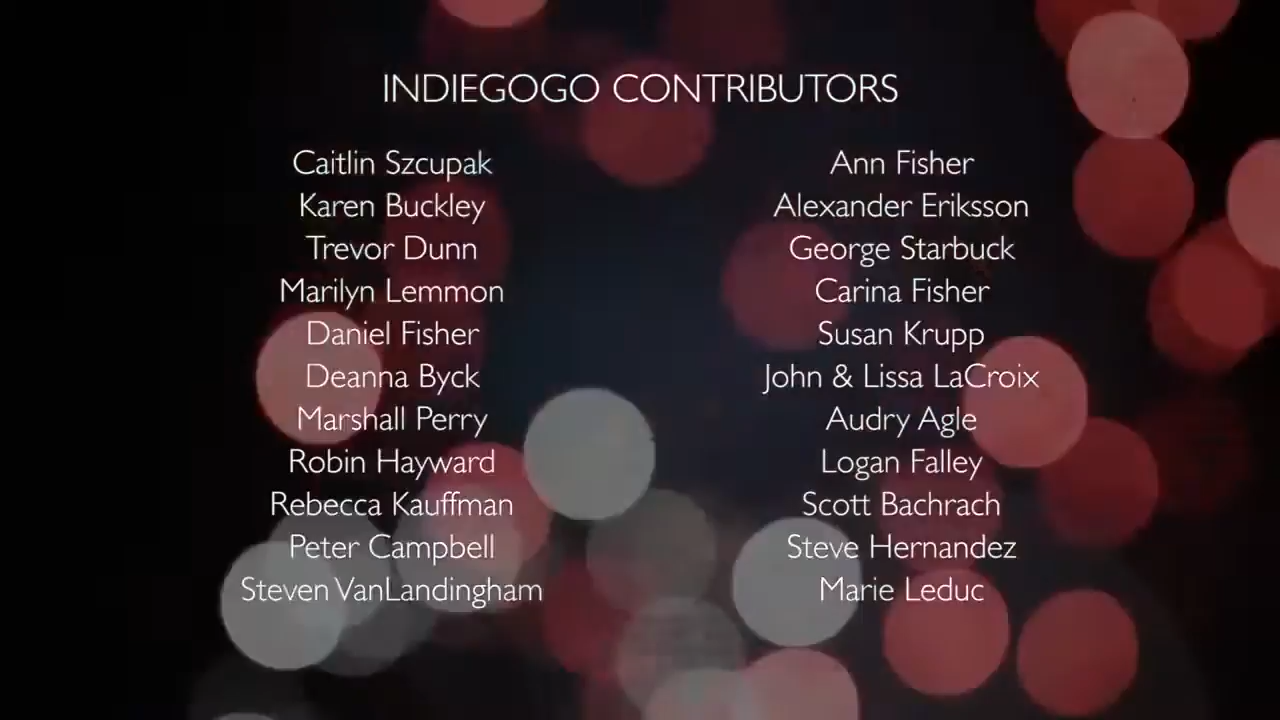 INDIEGOGO CONTRIBUTORS
Caitlin Szcupak
Karen Buckley
Trevor Dunn
Marilyn Lemmon
Daniel Fisher
Deanna Byck
Marshall Perry
Robin Hayward
Rebecca Kauffman
Peter Campbell
Steven VanLandingham
Ann Fisher
Alexander Eriksson
George Starbuck
Carina Fisher
Susan Krupp
John & Lissa LaCroix
Audry Agle
Logan Falley
Scott Bachrach
Steve Hernandez
Marie Leduc